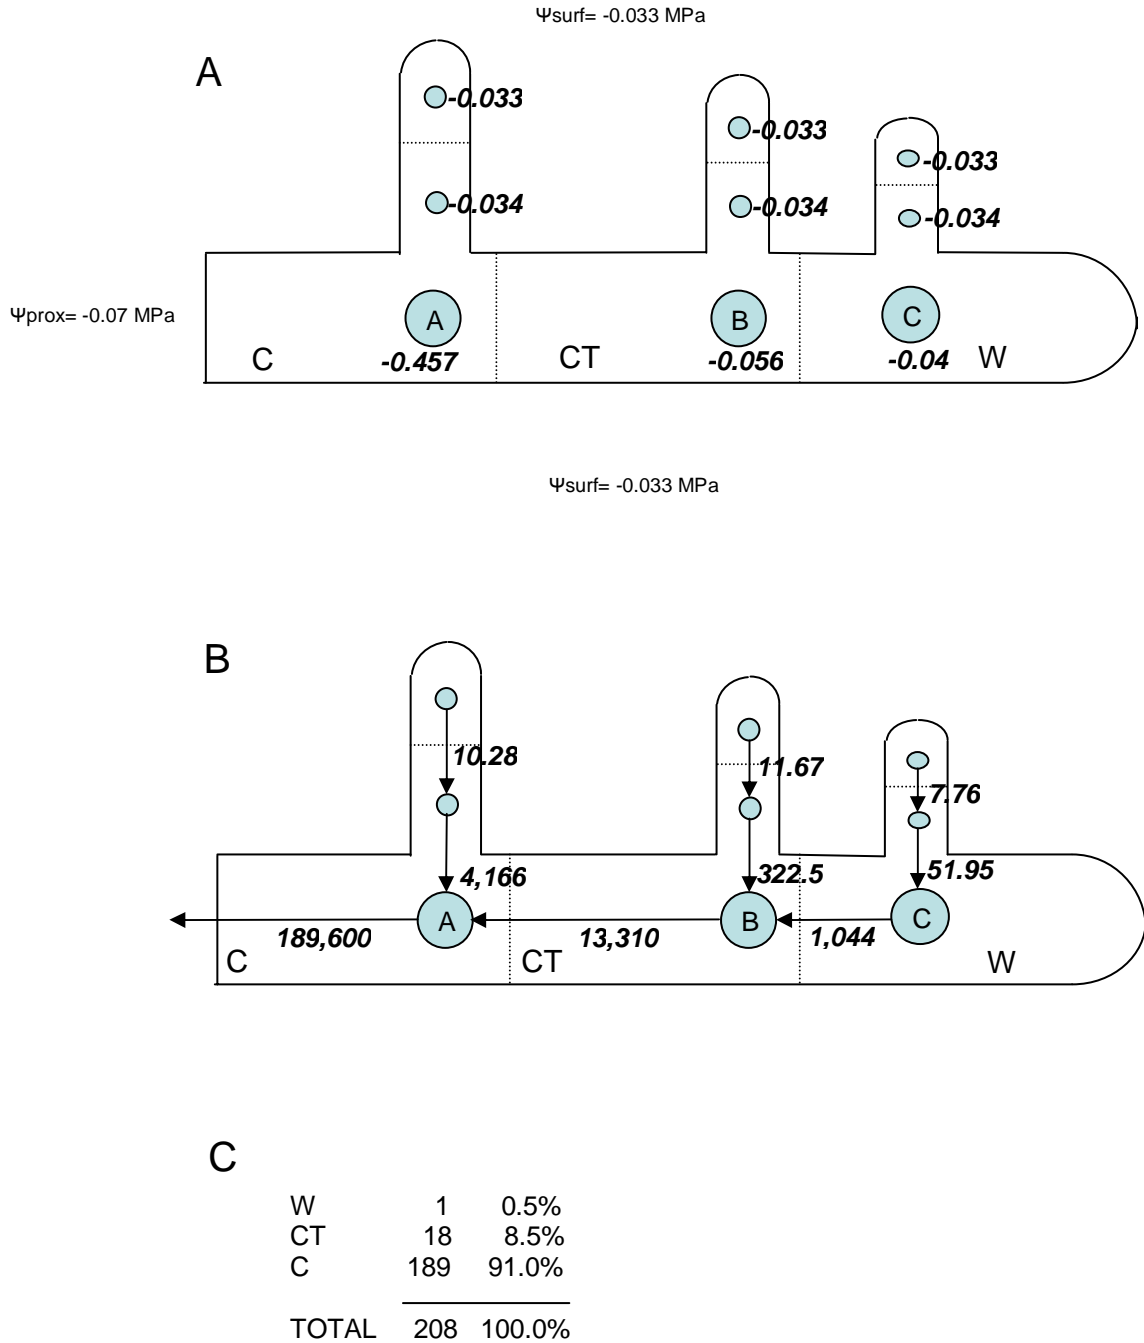 Ψsurf= -0.033 MPa
A
-0.033
-0.033
-0.033
-0.034
-0.034
-0.034
Ψprox= -0.07 MPa
A
B
C
C
-0.457
CT
-0.056
-0.04
W
Ψsurf= -0.033 MPa
B
10.28
11.67
7.76
4,166
322.5
51.95
A
B
C
189,600
13,310
1,044
C
CT
W
C
W 1 0.5%
CT 18 8.5%
C 189 91.0%
TOTAL 208 100.0%